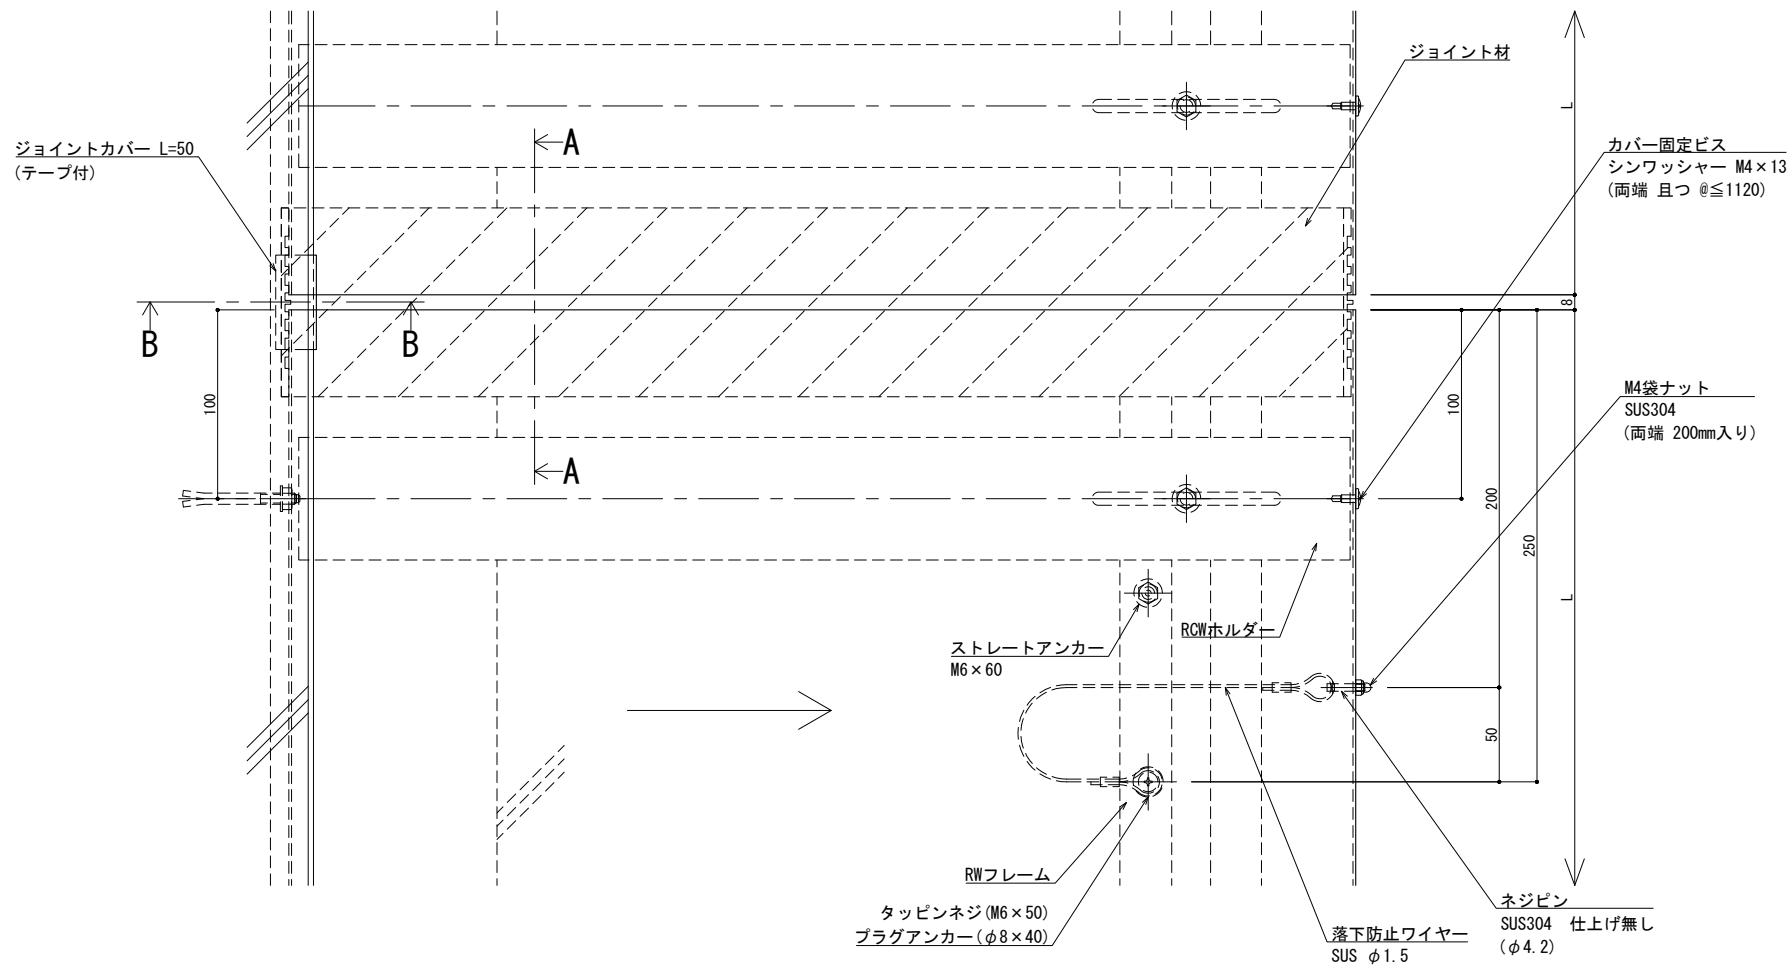 ジョイント材
L
ジョイントカバー L=50
(テープ付)
A
カバー固定ビス
シンワッシャー M4×13
(両端 且つ @≦1120)
8
B
B
100
100
M4袋ナット
SUS304
(両端 200mm入り)
A
200
250
L
RCWホルダー
ストレートアンカー
M6×60
50
RWフレーム
タッピンネジ(M6×50)
プラグアンカー(φ8×40)
落下防止ワイヤー
SUS φ1.5
ネジピン
SUS304 仕上げ無し
(φ4.2)